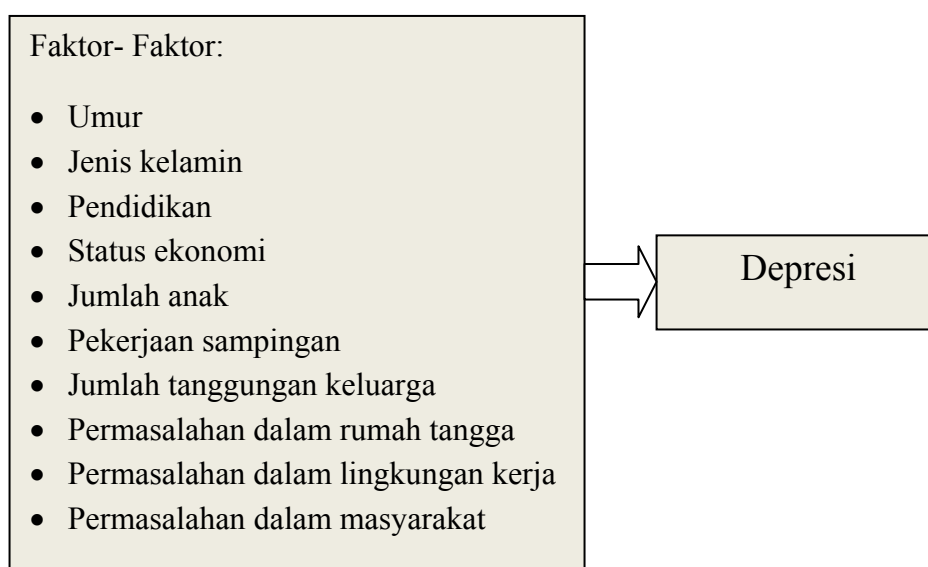 Faktor- Faktor:
• Umur
• Jenis kelamin
• Pendidikan
• Status ekonomi
• Jumlah anak
• Pekerjaan sampingan
• Jumlah tanggungan keluarga
• Permasalahan dalam rumah tangga
• Permasalahan dalam lingkungan kerja
• Permasalahan dalam masyarakat
Depresi